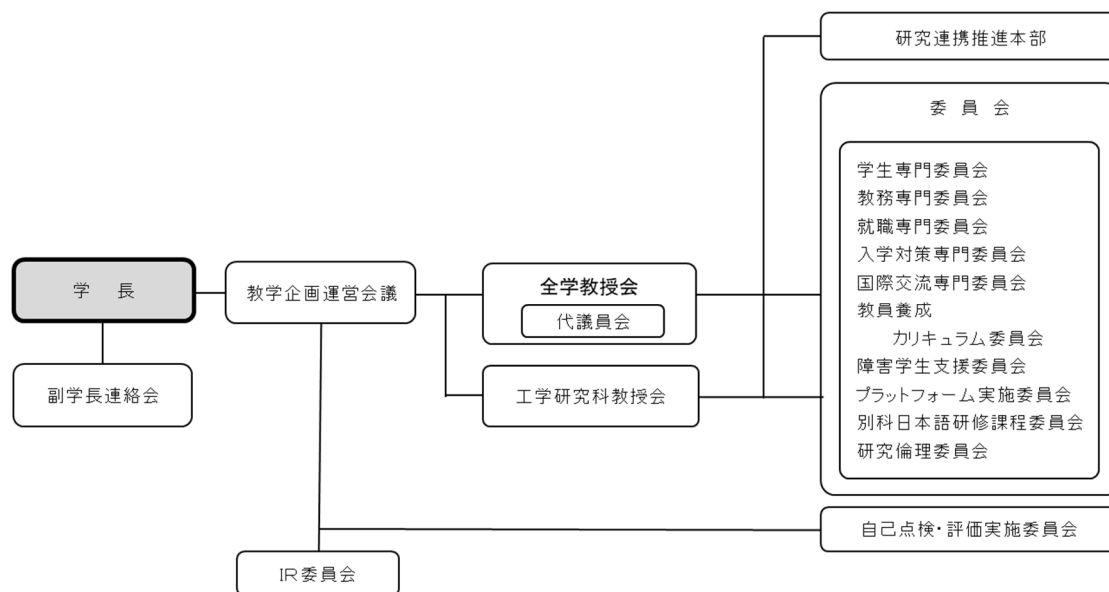 研究連携推進本部
委 員 会
学生専門委員会
教務専門委員会
就職専門委員会
入学対策専門委員会
国際交流専門委員会
教員養成
カリキュラム委員会
障害学生支援委員会
プラットフォーム実施委員会
別科日本語研修課程委員会
研究倫理委員会
学 長
教学企画運営会議
全学教授会
代議員会
副学長連絡会
工学研究科教授会
自己点検・評価実施委員会
IR委員会